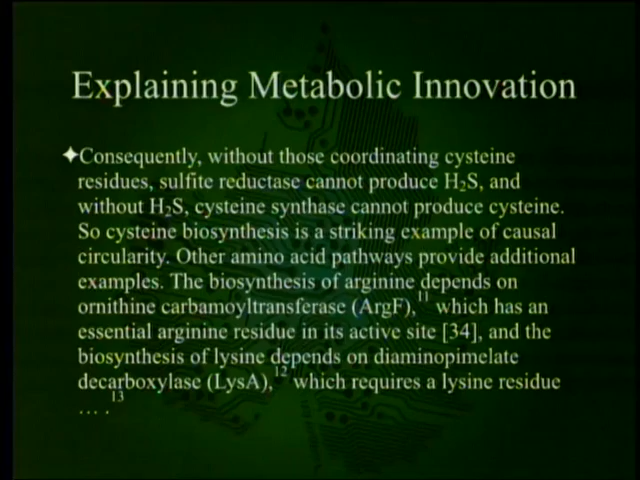 Explaining Metabolic Innovation
✦Consequently, without those coordinating cysteine
residues, sulfite reductase cannot produce H₂S, and
without H₂S, cysteine synthase cannot produce cysteine.
So cysteine biosynthesis is a striking example of causal
circularity. Other amino acid pathways provide additional
examples. The biosynthesis of arginine depends on
ornithine carbamoyltransferase (ArgF),¹¹ which has an
essential arginine residue in its active site [34], and the
biosynthesis of lysine depends on diaminopimelate
decarboxylase (LysA),¹² which requires a lysine residue
... .¹³